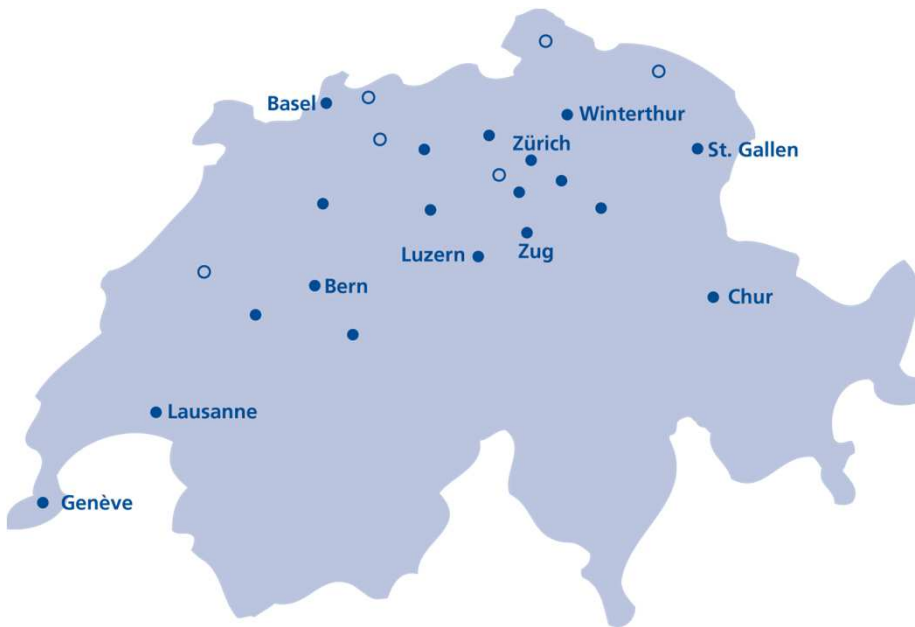 Basel
Winterthur
Zürich
St. Gallen
Luzern
Zug
Bern
Chur
Lausanne
Genève